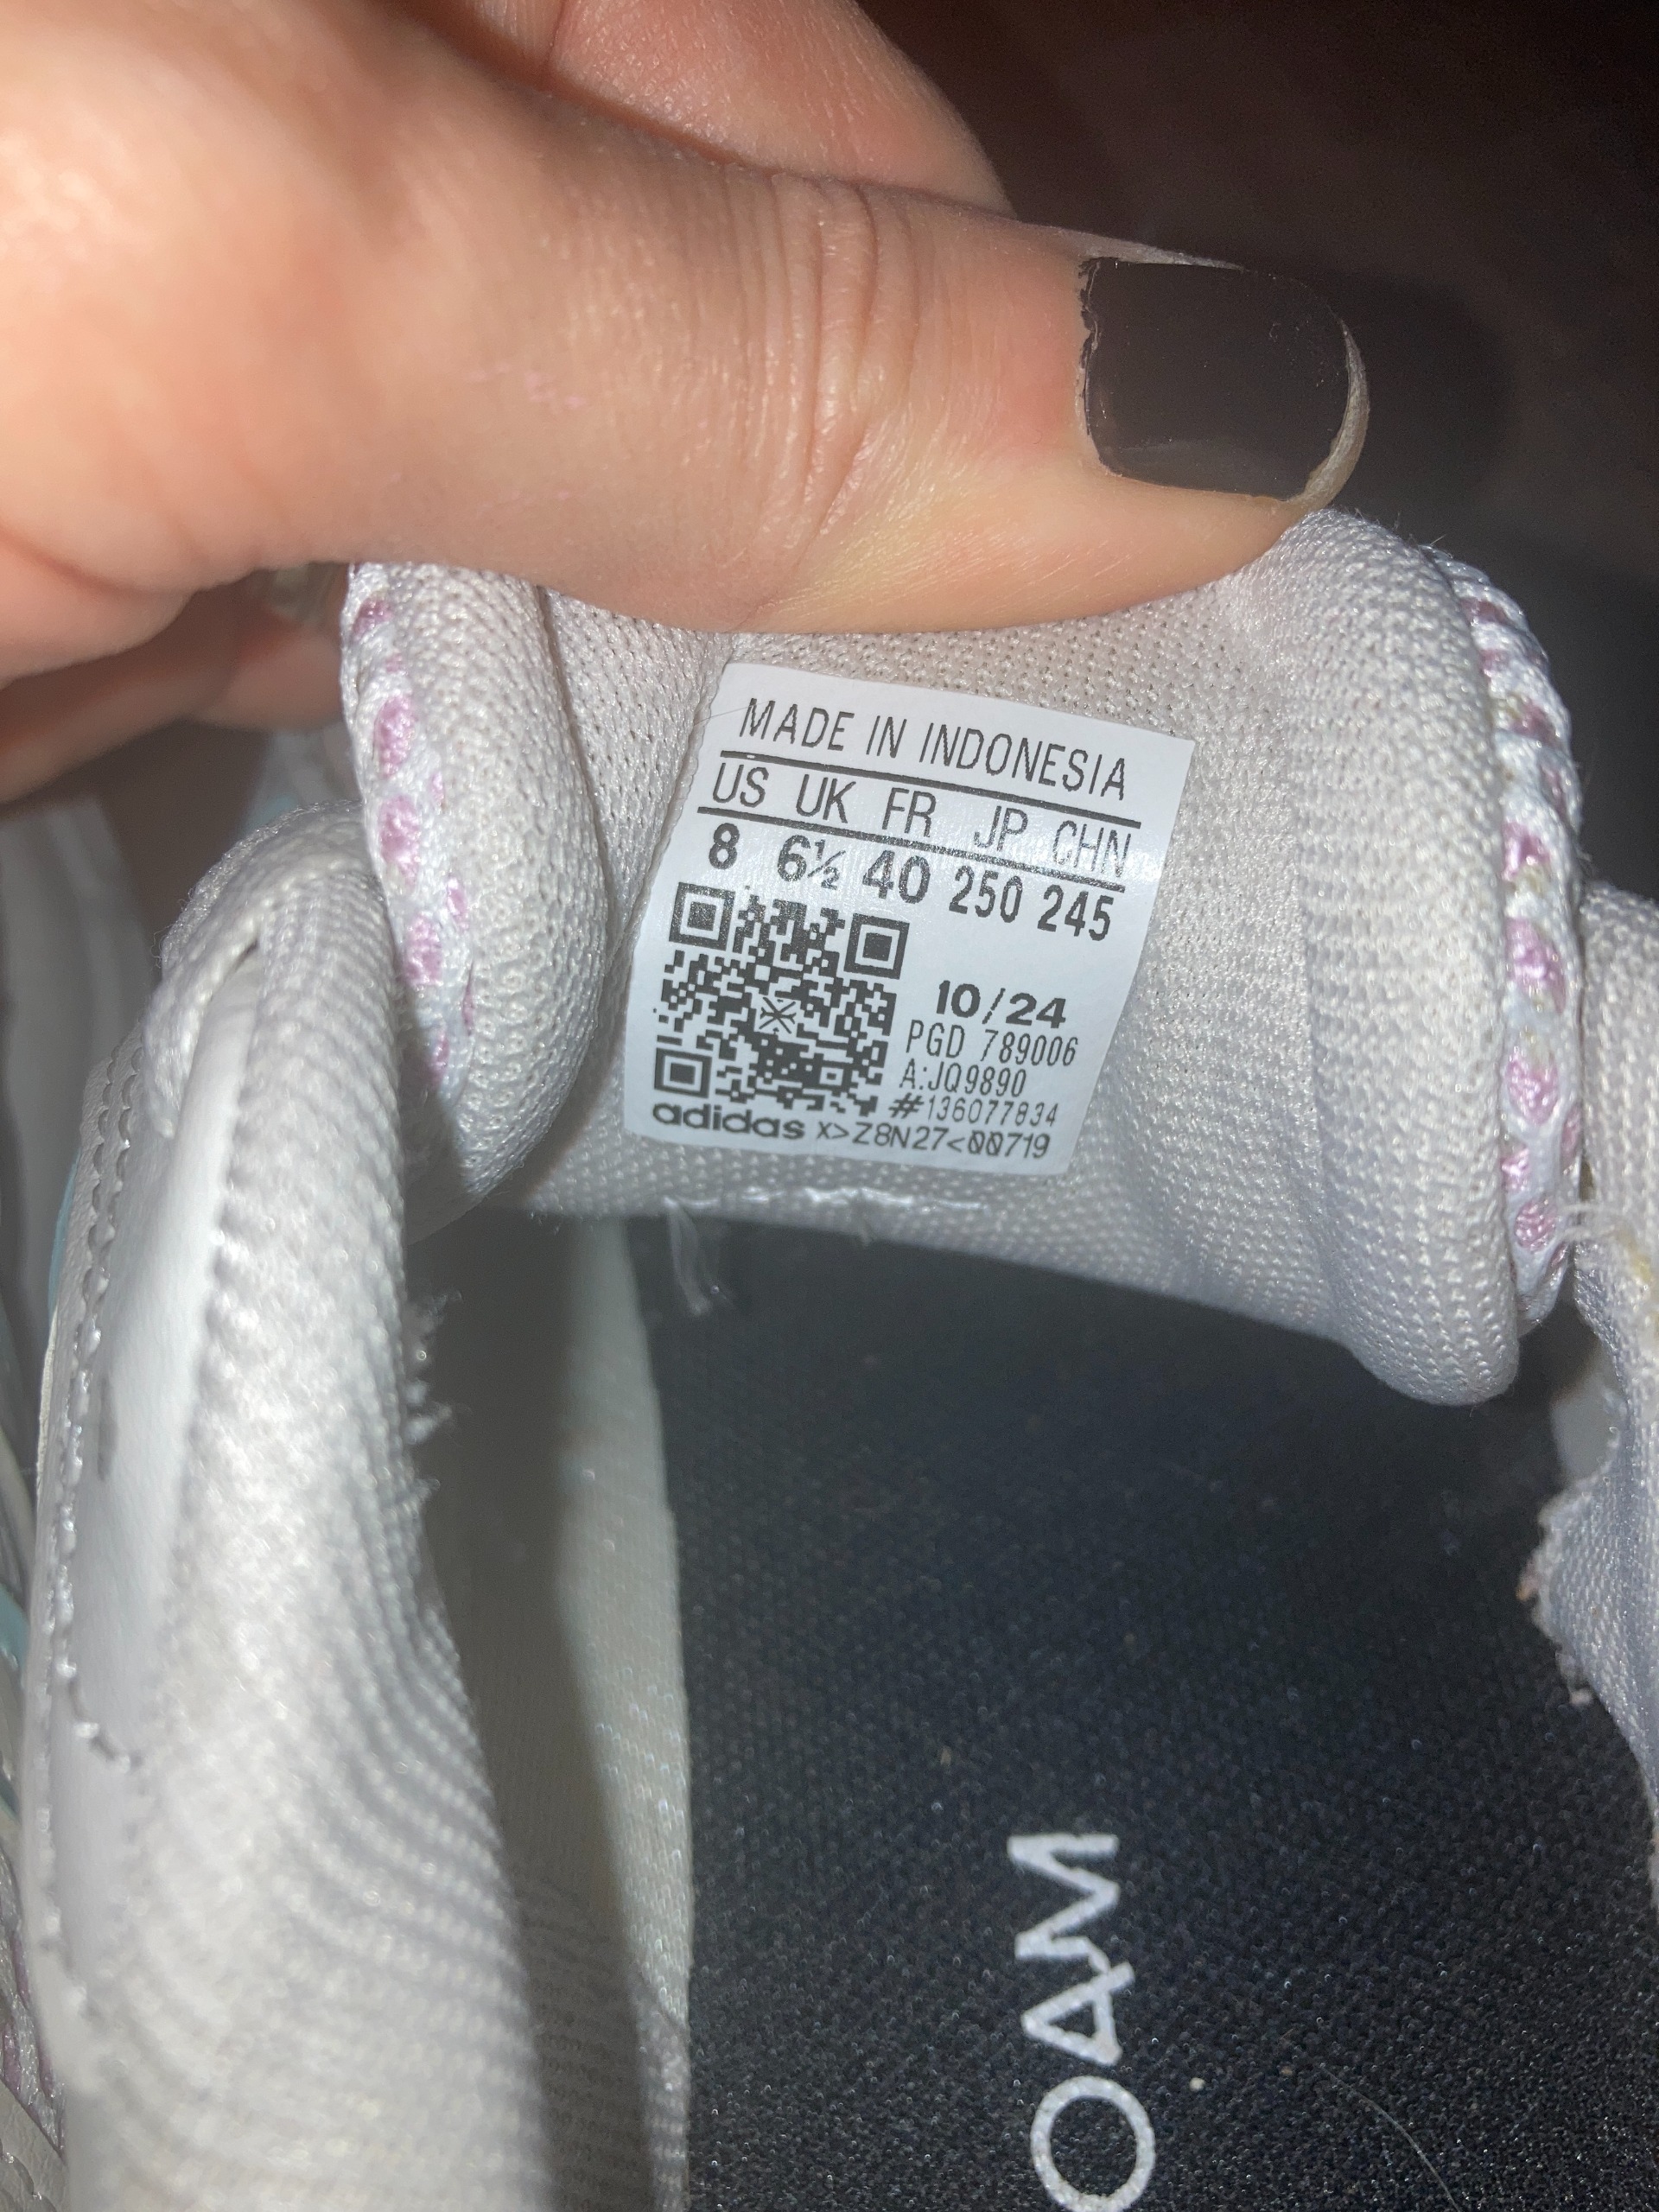 MADE IN INDONESIA
US UK FR JP CHN
8 6½ 40 250 245
10/24
PGD 789006
A:JQ9890
#136077834
adidas X>Z8N27<00719
OAM